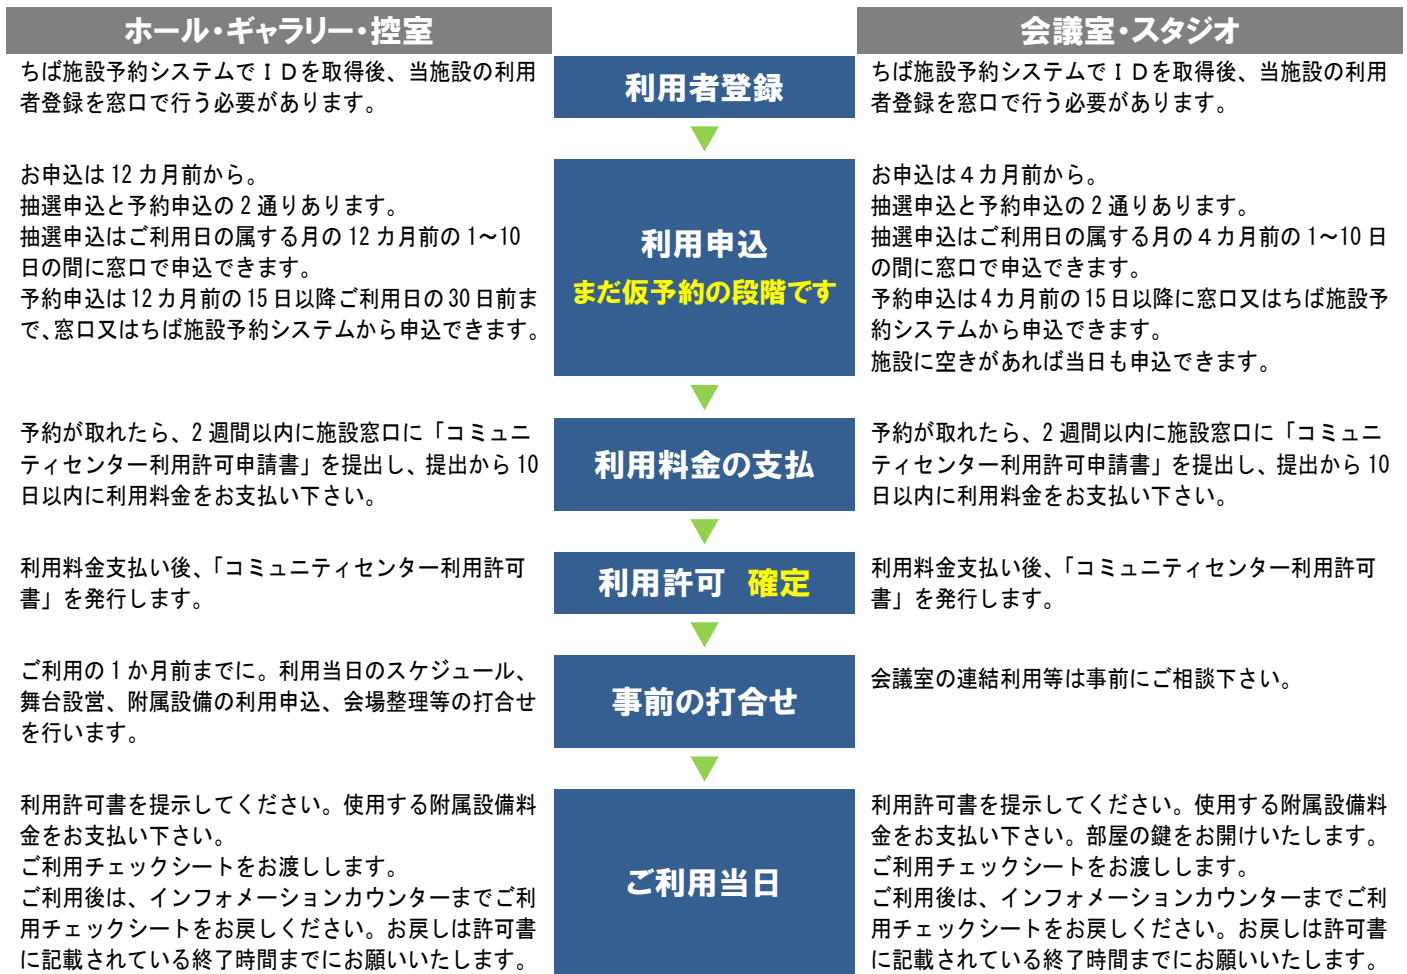 ホール・ギャラリー・控室
ちば施設予約システムでＩＤを取得後、当施設の利用
者登録を窓口で行う必要があります。
お申込は 12 カ月前から。
抽選申込と予約申込の 2 通りあります。
抽選申込はご利用日の属する月の 12 カ月前の 1～10
日の間に窓口で申込できます。
予約申込は 12 カ月前の 15 日以降ご利用日の 30 日前ま
で、窓口又はちば施設予約システムから申込できます。
予約が取れたら、2 週間以内に施設窓口に「コミュニ
ティセンター利用許可申請書」を提出し、提出から 10
日以内に利用料金をお支払い下さい。
利用料金支払い後、「コミュニティセンター利用許可
書」を発行します。
ご利用の 1 か月前までに。利用当日のスケジュール、
舞台設営、附属設備の利用申込、会場整理等の打合せ
を行います。
利用許可書を提示してください。使用する附属設備料
金をお支払い下さい。
ご利用チェックシートをお渡しします。
ご利用後は、インフォメーションカウンターまでご利
用チェックシートをお戻しください。お戻しは許可書
に記載されている終了時間までにお願いいたします。
利用者登録
利用申込
まだ仮予約の段階です
利用料金の支払
利用許可　確定
事前の打合せ
ご利用当日
会議室・スタジオ
ちば施設予約システムでＩＤを取得後、当施設の利用
者登録を窓口で行う必要があります。
お申込は４カ月前から。
抽選申込と予約申込の 2 通りあります。
抽選申込はご利用日の属する月の４カ月前の 1～10 日
の間に窓口で申込できます。
予約申込は４カ月前の 15 日以降に窓口又はちば施設予
約システムから申込できます。
施設に空きがあれば当日も申込できます。
予約が取れたら、2 週間以内に施設窓口に「コミュニ
ティセンター利用許可申請書」を提出し、提出から 10
日以内に利用料金をお支払い下さい。
利用料金支払い後、「コミュニティセンター利用許可
書」を発行します。
会議室の連結利用等は事前にご相談下さい。
利用許可書を提示してください。使用する附属設備料
金をお支払い下さい。部屋の鍵をお開けいたします。
ご利用チェックシートをお渡しします。
ご利用後は、インフォメーションカウンターまでご利
用チェックシートをお戻しください。お戻しは許可書
に記載されている終了時間までにお願いいたします。